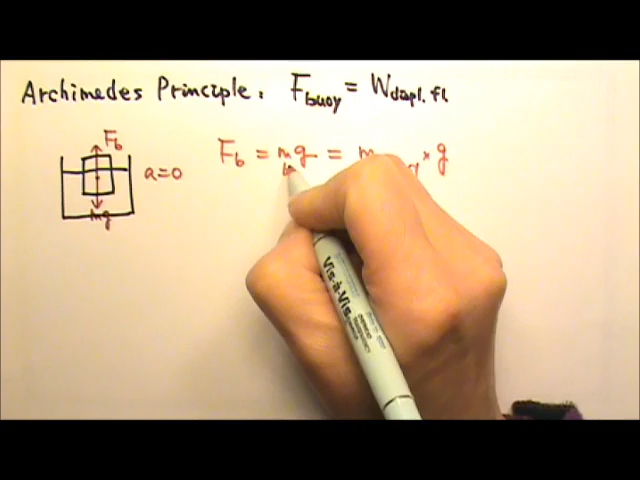 Archimedes Principle: Fbuoy = Wdispl. fl
Fb
a=0
mg
Fb = mg = m × g
Vis-à-Vis